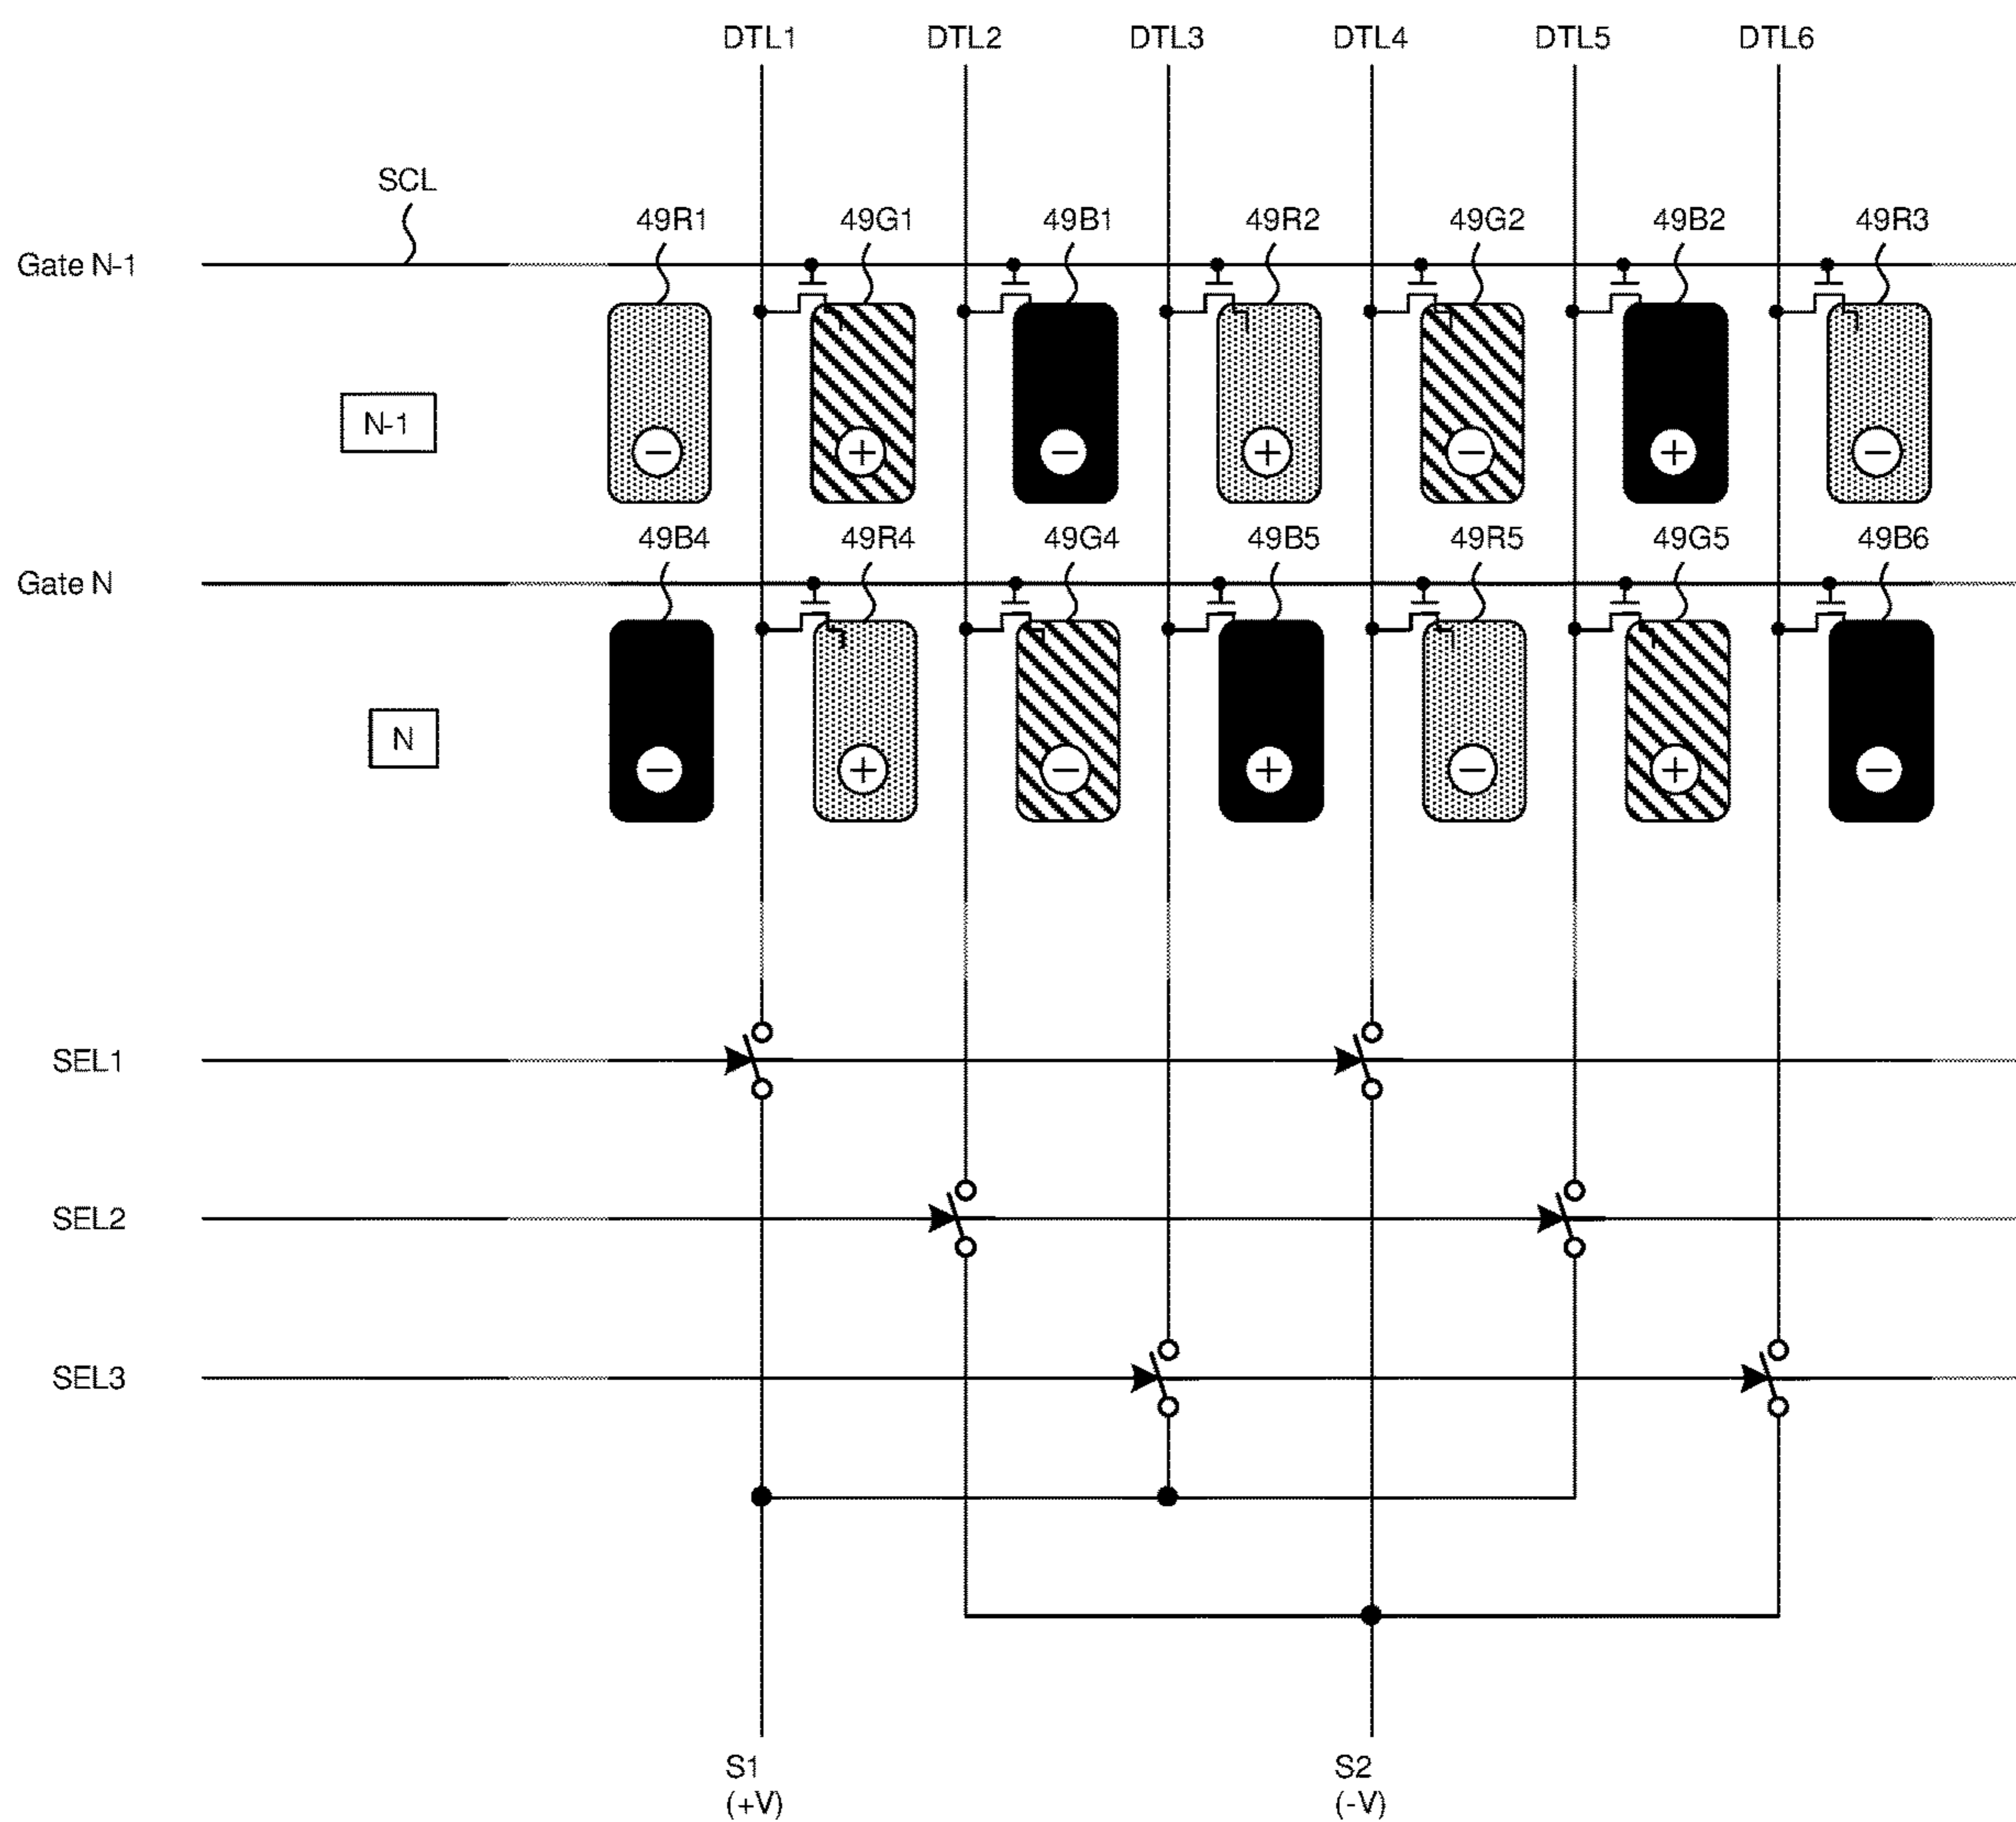 DTL1 DTL2 DTL3 DTL4 DTL5 DTL6
SCL
49R1 49G1 49B1 49R2 49G2 49B2 49R3
Gate N-1
N-1
− + − + − + −
49B4 49R4 49G4 49B5 49R5 49G5 49B6
Gate N
N
− + − + − + −
SEL1
SEL2
SEL3
S1 S2
(+V) (-V)